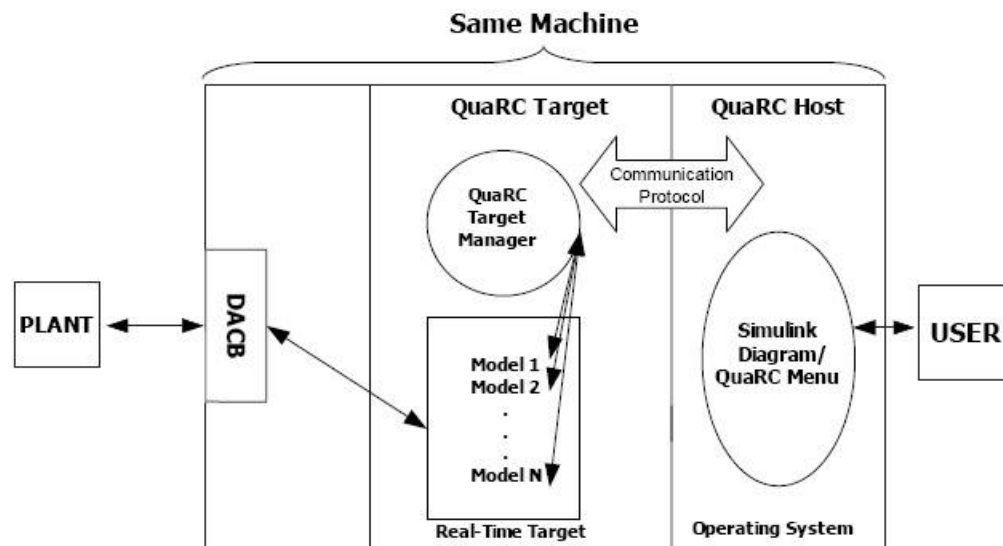 Same Machine
QuaRC Target
QuaRC Host
Communication
Protocol
QuaRC
Target
Manager
PLANT
DACB
Model 1
Model 2
.
.
.
Model N
Simulink
Diagram/
QuaRC Menu
USER
Real-Time Target
Operating System